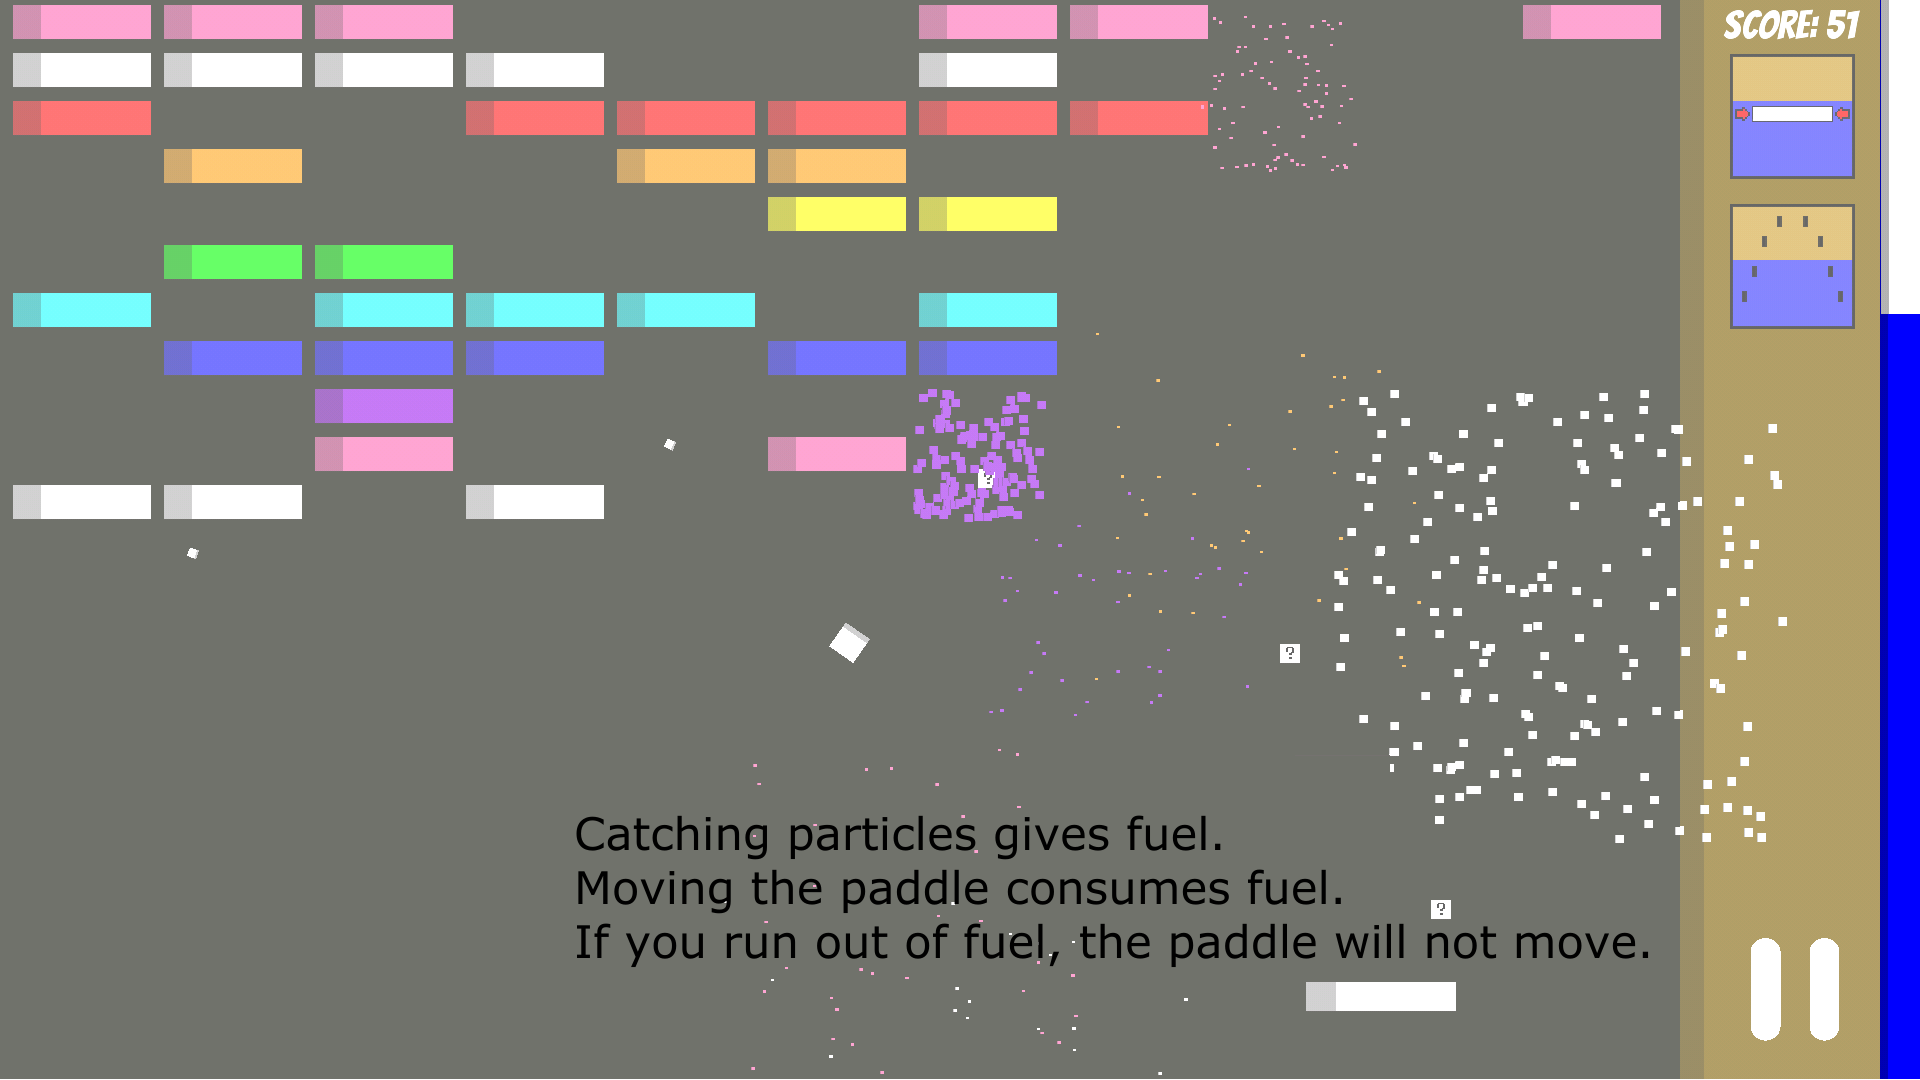 SCORE: 51
?
?
?
Catching particles gives fuel.
Moving the paddle consumes fuel.
If you run out of fuel, the paddle will not move.